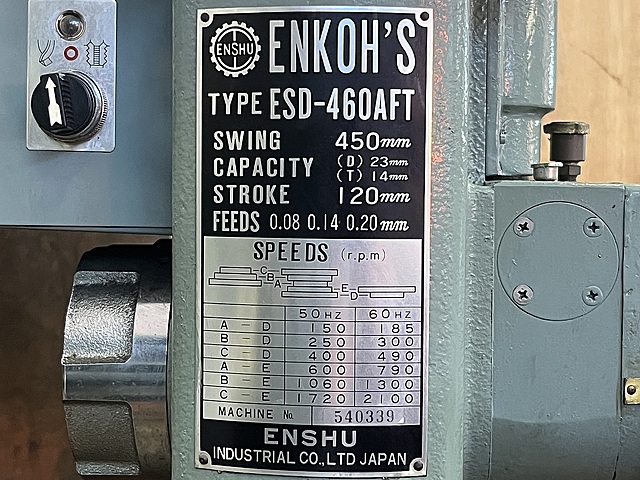 ENSHU ENKOH'S
TYPE ESD-460AFT
SWING 450mm
CAPACITY (D) 23mm
(T) 14mm
STROKE 120mm
FEEDS 0.08 0.14 0.20mm
SPEEDS (r.p.m)
C
B
A
E
D
50HZ 60HZ
A - D 150 185
B - D 250 300
C - D 400 490
A - E 600 790
B - E 1060 1300
C - E 1720 2100
MACHINE No. 540339
ENSHU
INDUSTRIAL CO., LTD JAPAN